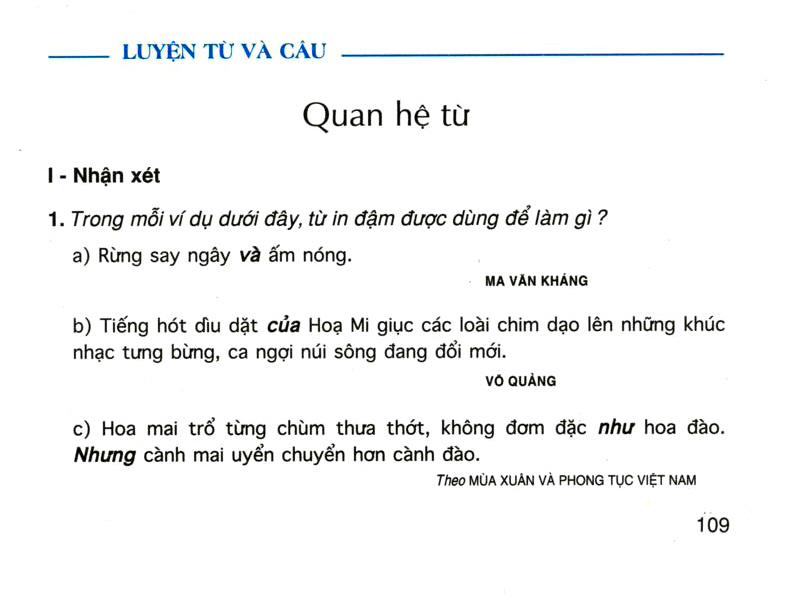 LUYỆN TỪ VÀ CÂU
Quan hệ từ
I - Nhận xét
1. Trong mỗi ví dụ dưới đây, từ in đậm được dùng để làm gì ?
a) Rừng say ngây và ấm nóng.
MA VĂN KHÁNG
b) Tiếng hót dìu dặt của Hoạ Mi giục các loài chim dạo lên những khúc
nhạc tưng bừng, ca ngợi núi sông đang đổi mới.
VÕ QUẢNG
c) Hoa mai trổ từng chùm thưa thớt, không đơm đặc như hoa đào.
Nhưng cành mai uyển chuyển hơn cành đào.
Theo MÙA XUÂN VÀ PHONG TỤC VIỆT NAM
109